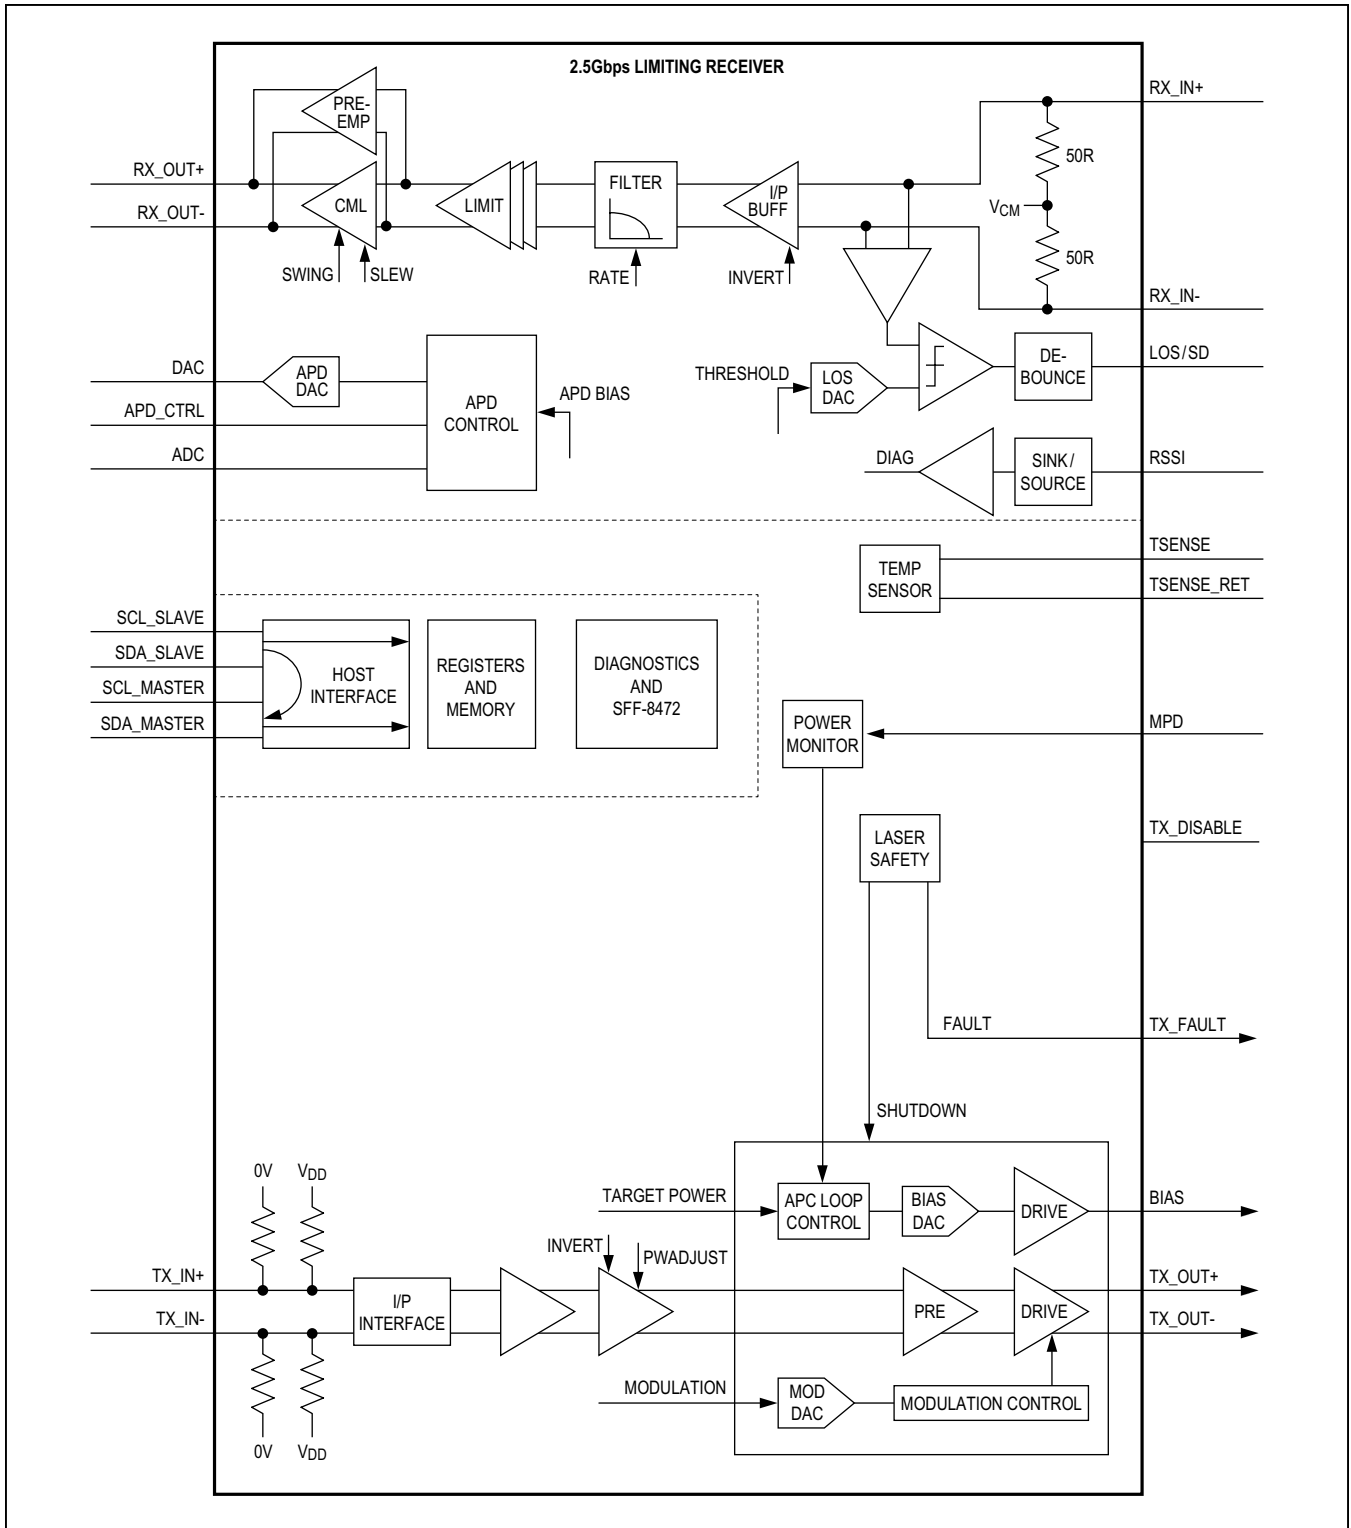 2.5Gbps LIMITING RECEIVER
RX_IN+
PRE-
EMP
50R
RX_OUT+
FILTER
I/P
BUFF
CML
LIMIT
VCM
RX_OUT-
50R
SWING
SLEW
RATE
INVERT
RX_IN-
DAC
APD
DAC
THRESHOLD
LOS
DAC
DE-
BOUNCE
LOS/SD
APD BIAS
APD_CTRL
APD
CONTROL
ADC
DIAG
SINK/
SOURCE
RSSI
TSENSE
TEMP
SENSOR
TSENSE_RET
SCL_SLAVE
SDA_SLAVE
SCL_MASTER
SDA_MASTER
HOST
INTERFACE
REGISTERS
AND
MEMORY
DIAGNOSTICS
AND
SFF-8472
POWER
MONITOR
MPD
LASER
SAFETY
TX_DISABLE
FAULT
TX_FAULT
SHUTDOWN
0V
VDD
TARGET POWER
APC LOOP
CONTROL
BIAS
DAC
DRIVE
BIAS
INVERT
PWADJUST
TX_IN+
TX_IN-
I/P
INTERFACE
PRE
DRIVE
TX_OUT+
TX_OUT-
MODULATION
MOD
DAC
MODULATION CONTROL
0V
VDD